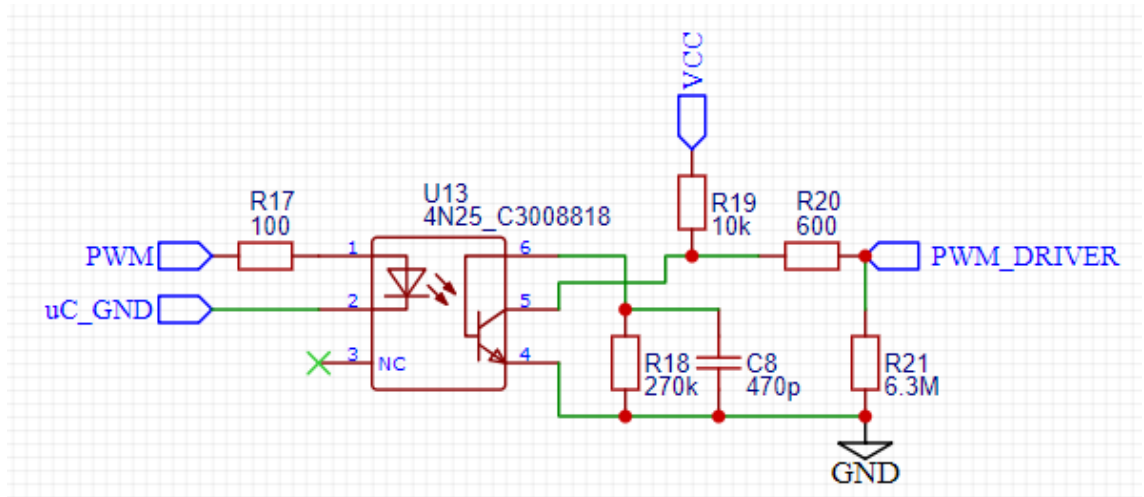 VCC
U13
4N25_C3008818
R17
100
R19
10k
R20
600
PWM
1
6
PWM_DRIVER
uC_GND
2
5
3
NC
4
R18
270k
C8
470p
R21
6.3M
GND